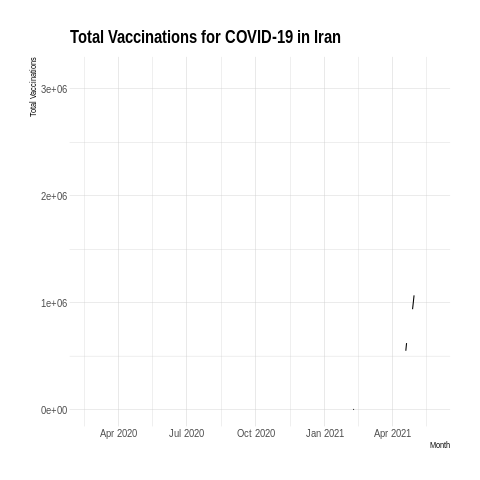 Total Vaccinations for COVID-19 in Iran
Total Vaccinations
3e+06
2e+06
1e+06
0e+00
Apr 2020 Jul 2020 Oct 2020 Jan 2021 Apr 2021
Month